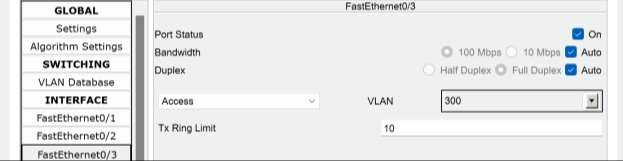 GLOBAL
Settings
Algorithm Settings
SWITCHING
VLAN Database
INTERFACE
FastEthernet0/1
FastEthernet0/2
FastEthernet0/3
FastEthernet0/3
Port Status On
Bandwidth 100 Mbps 10 Mbps Auto
Duplex Half Duplex Full Duplex Auto
Access VLAN 300
Tx Ring Limit 10